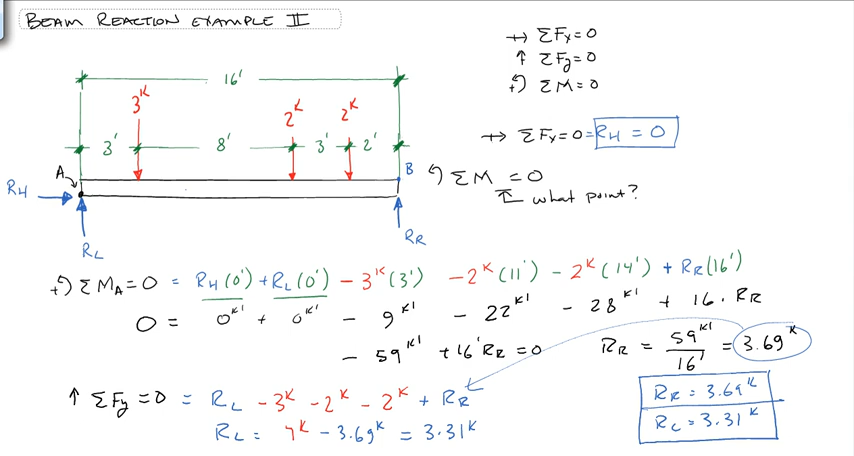 BEAM REACTION EXAMPLE II
→+ ΣFx = 0
↑ ΣFy = 0
+↶ ΣM = 0
16'
3ᴷ 2ᴷ 2ᴷ
3' 8' 3' 2'
→+ ΣFx = 0 = RH = 0
A B
↶ ΣM = 0
↑ what point?
RH
RL RR
+↶ ΣMA = 0 = RH(0') + RL(0') - 3ᴷ(3') - 2ᴷ(11') - 2ᴷ(14') + RR(16')
0 = 0ᴷ' + 0ᴷ' - 9ᴷ' - 22ᴷ' - 28ᴷ' + 16 · RR
- 59ᴷ' + 16' RR = 0 RR = 59ᴷ' / 16' = 3.69ᴷ
↑ ΣFy = 0 = RL - 3ᴷ - 2ᴷ - 2ᴷ + RR
RL = 7ᴷ - 3.69ᴷ = 3.31ᴷ
RR = 3.69ᴷ
RL = 3.31ᴷ